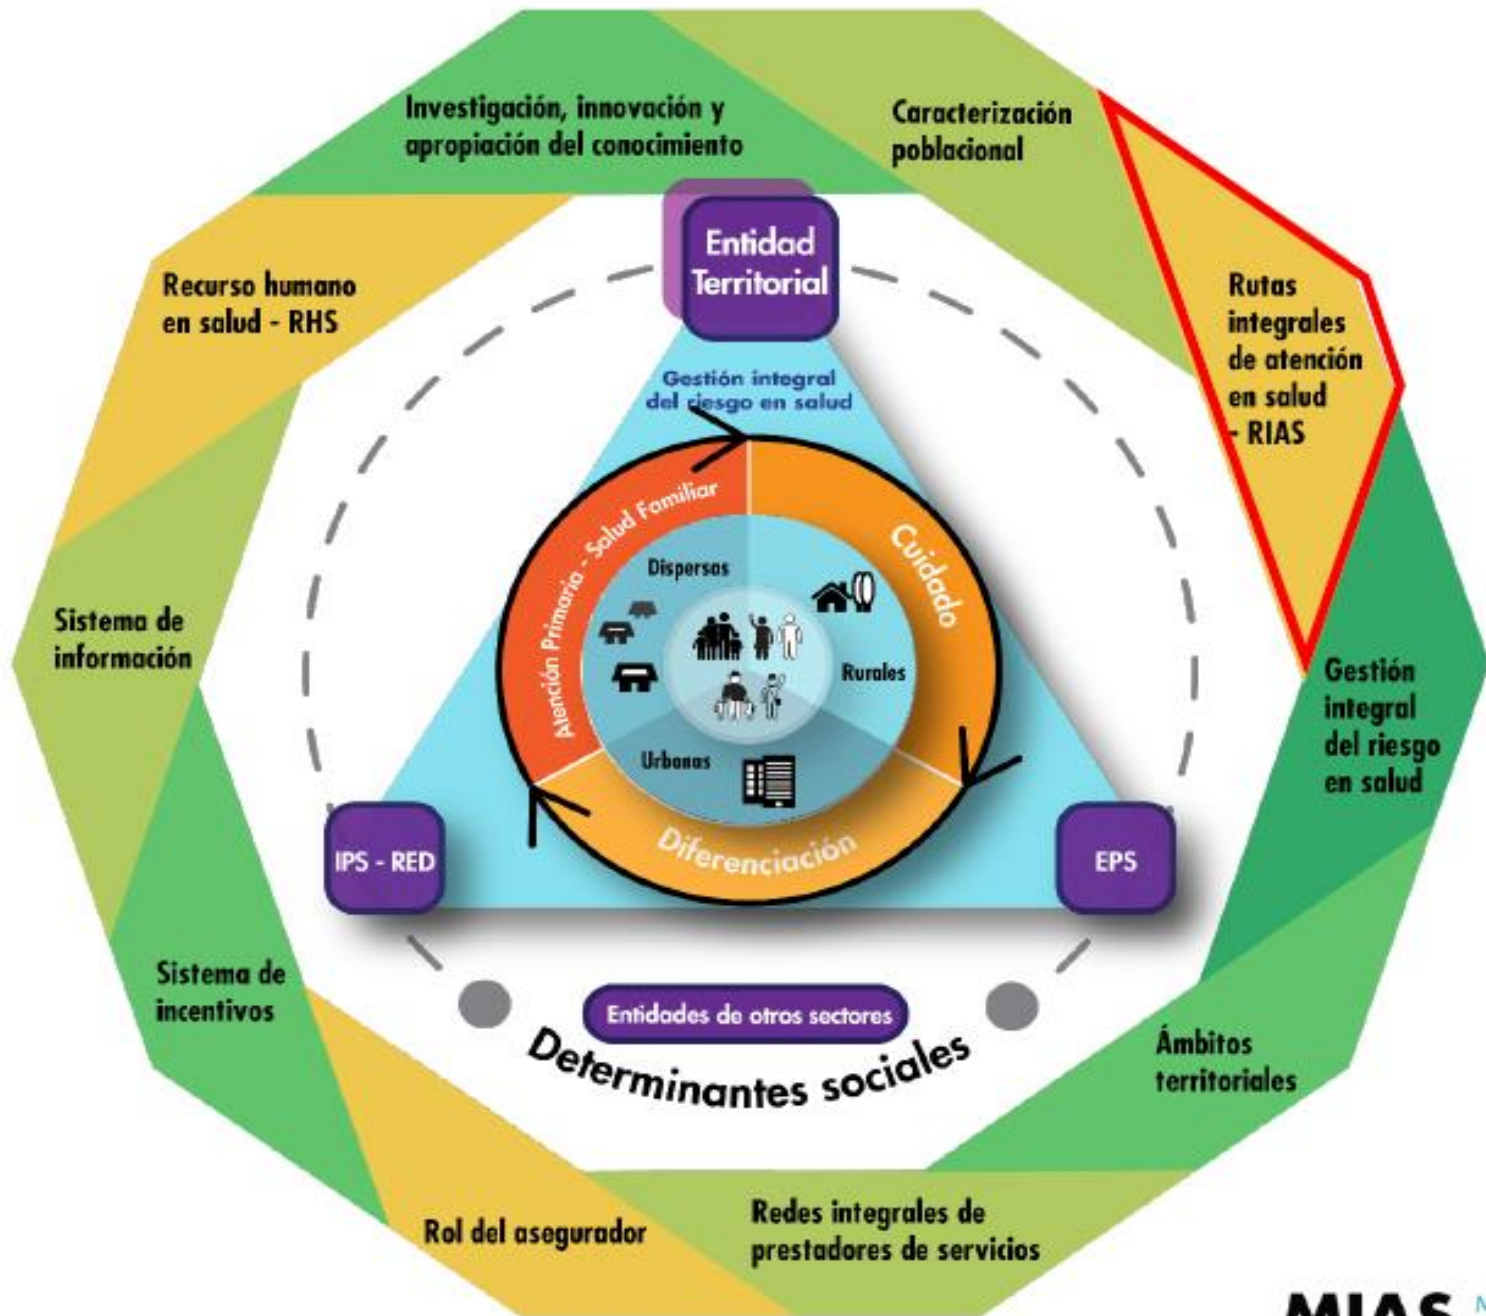 Investigación, innovación y
apropiación del conocimiento
Caracterización
poblacional
Rutas
integrales
de atención
en salud
- RIAS
Gestión
integral
del riesgo
en salud
Ámbitos
territoriales
Redes integrales de
prestadores de servicios
Rol del asegurador
Sistema de
incentivos
Sistema de
información
Recurso humano
en salud - RHS
Entidad
Territorial
Gestión integral
del riesgo en salud
Atención Primaria - Salud Familiar
Cuidado
Diferenciación
Dispersas
Rurales
Urbanas
IPS - RED
EPS
Entidades de otros sectores
Determinantes sociales
MIAS